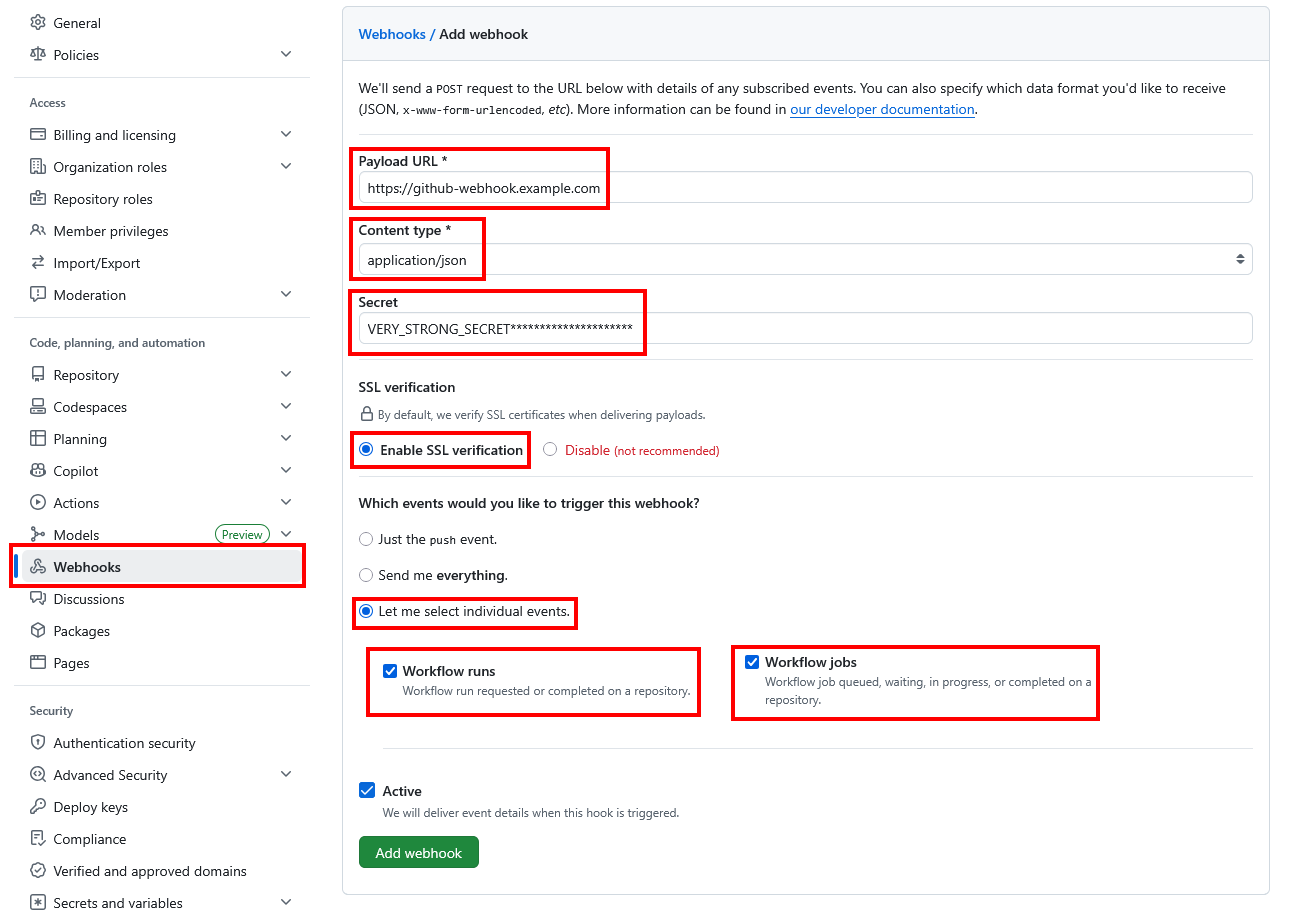 General
Policies
Access
Billing and licensing
Organization roles
Repository roles
Member privileges
Import/Export
Moderation
Code, planning, and automation
Repository
Codespaces
Planning
Copilot
Actions
Models Preview
Webhooks
Discussions
Packages
Pages
Security
Authentication security
Advanced Security
Deploy keys
Compliance
Verified and approved domains
Secrets and variables
Webhooks / Add webhook
We'll send a POST request to the URL below with details of any subscribed events. You can also specify which data format you'd like to receive
(JSON, x-www-form-urlencoded, etc). More information can be found in our developer documentation.
Payload URL *
https://github-webhook.example.com
Content type *
application/json
Secret
VERY_STRONG_SECRET*********************
SSL verification
By default, we verify SSL certificates when delivering payloads.
Enable SSL verification Disable (not recommended)
Which events would you like to trigger this webhook?
Just the push event.
Send me everything.
Let me select individual events.
Workflow runs
Workflow run requested or completed on a repository.
Workflow jobs
Workflow job queued, waiting, in progress, or completed on a
repository.
Active
We will deliver event details when this hook is triggered.
Add webhook